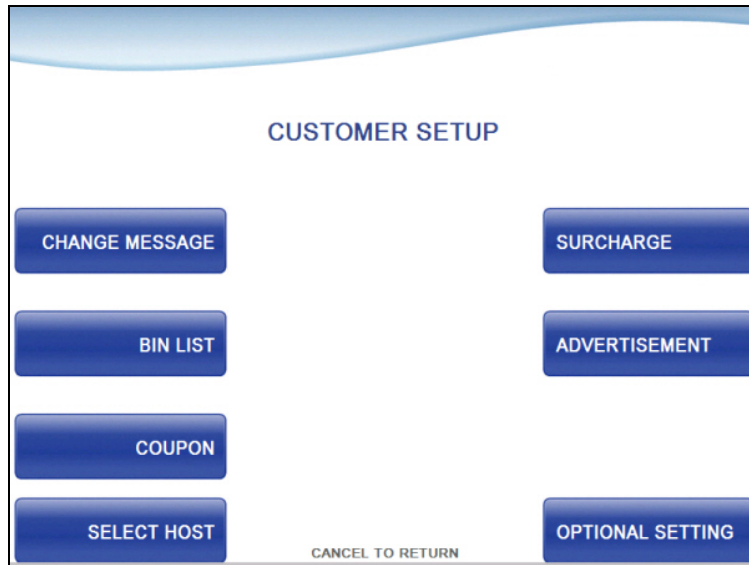 CUSTOMER SETUP
CHANGE MESSAGE
SURCHARGE
BIN LIST
ADVERTISEMENT
COUPON
SELECT HOST
OPTIONAL SETTING
CANCEL TO RETURN